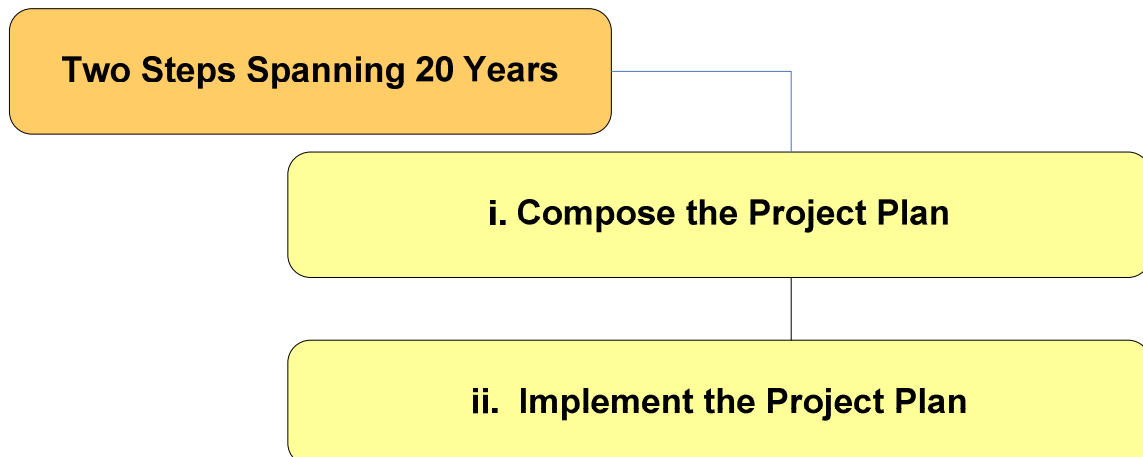 Two Steps Spanning 20 Years
i. Compose the Project Plan
ii.  Implement the Project Plan